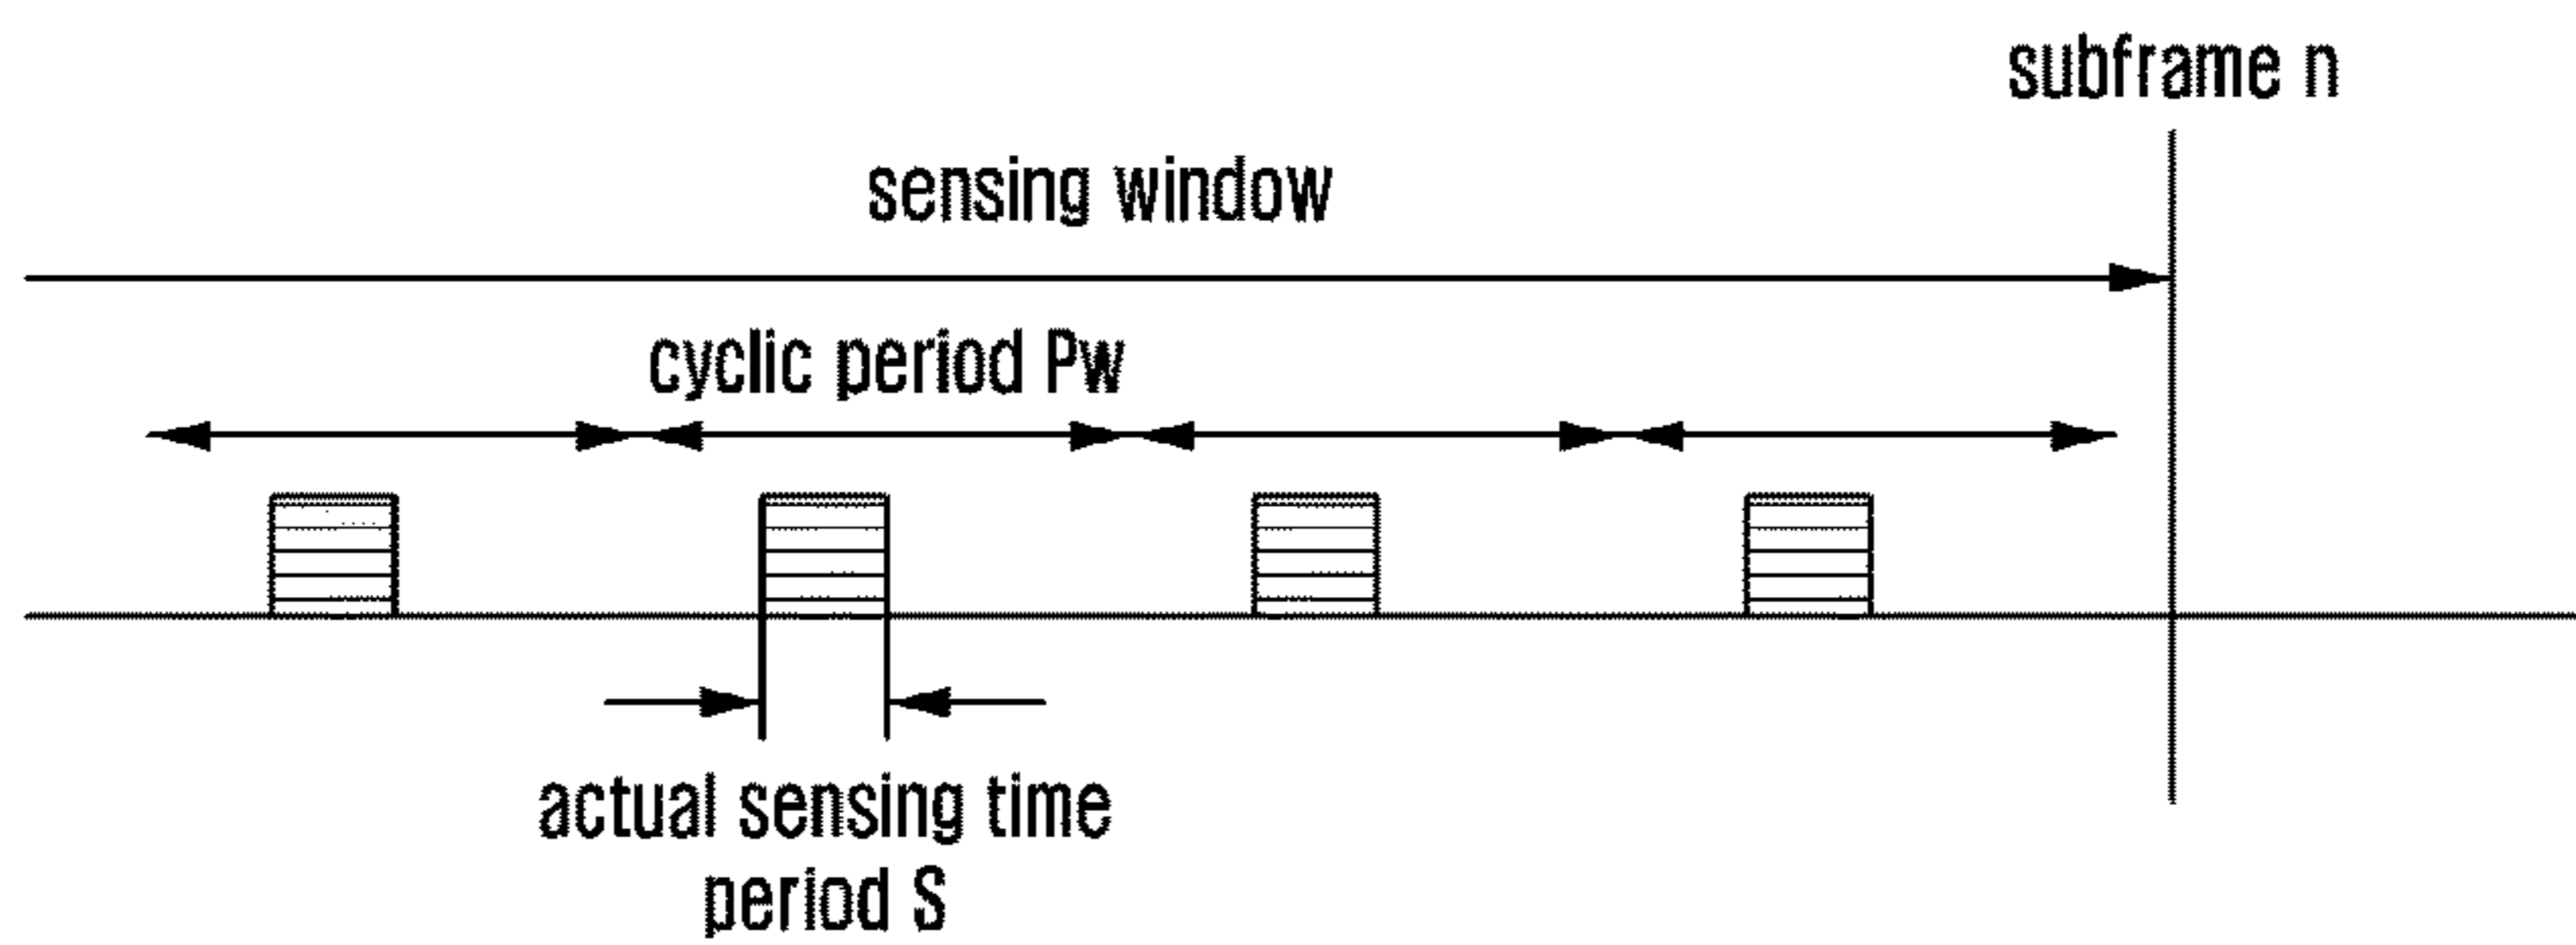 subframe n
sensing window
cyclic period Pw
actual sensing time
period S